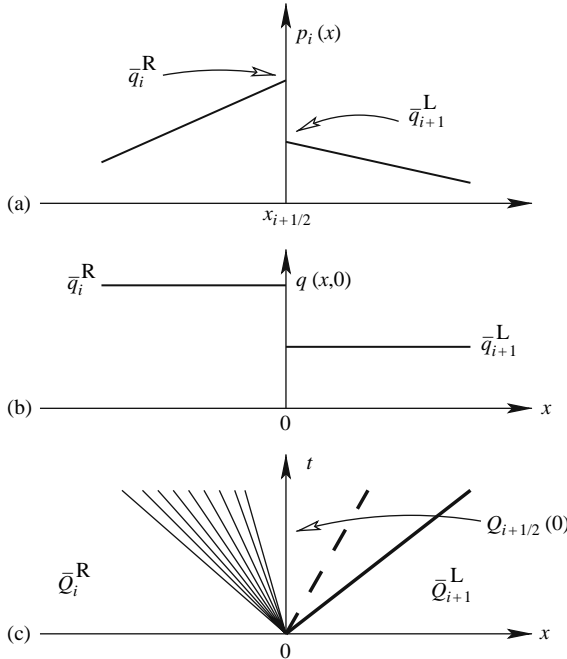 p_i (x)
q̄_i^R
q̄_{i+1}^L
(a)
x_{i+1/2}
q̄_i^R
q (x,0)
q̄_{i+1}^L
(b)
0
x
t
Q_{i+1/2} (0)
Q̄_i^R
Q̄_{i+1}^L
(c)
0
x